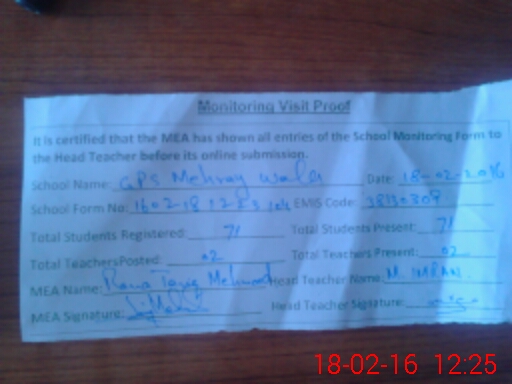 Monitoring Visit Proof
It is certified that the MEA has shown all entries of the School Monitoring Form to
the Head Teacher before its online submission.
School Name: GPS Mehray wala Date: 18-02-2016
School Form No: EMIS Code: 38130309
Total Students Registered: 71 Total Students Present: 71
Total TeachersPosted: 02 Total Teachers Present: 02
MEA Name: Rana Tariq Mehmood Head Teacher Name: M. IMRAN.
MEA Signature: Head Teacher Signature:
18-02-16 12:25